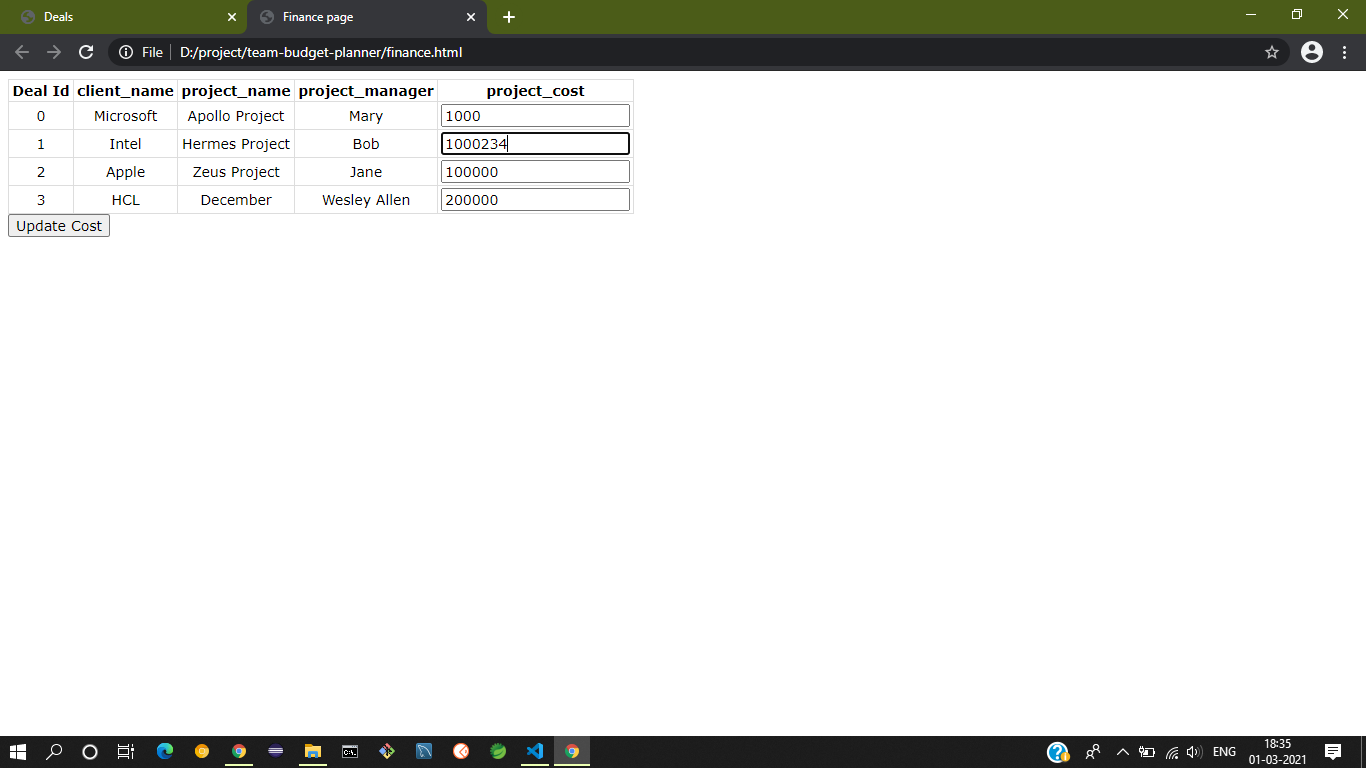 Deals
Finance page
File D:/project/team-budget-planner/finance.html
Deal Id client_name project_name project_manager project_cost
0 Microsoft Apollo Project Mary 1000
1 Intel Hermes Project Bob 1000234
2 Apple Zeus Project Jane 100000
3 HCL December Wesley Allen 200000
Update Cost
ENG
18:35
01-03-2021